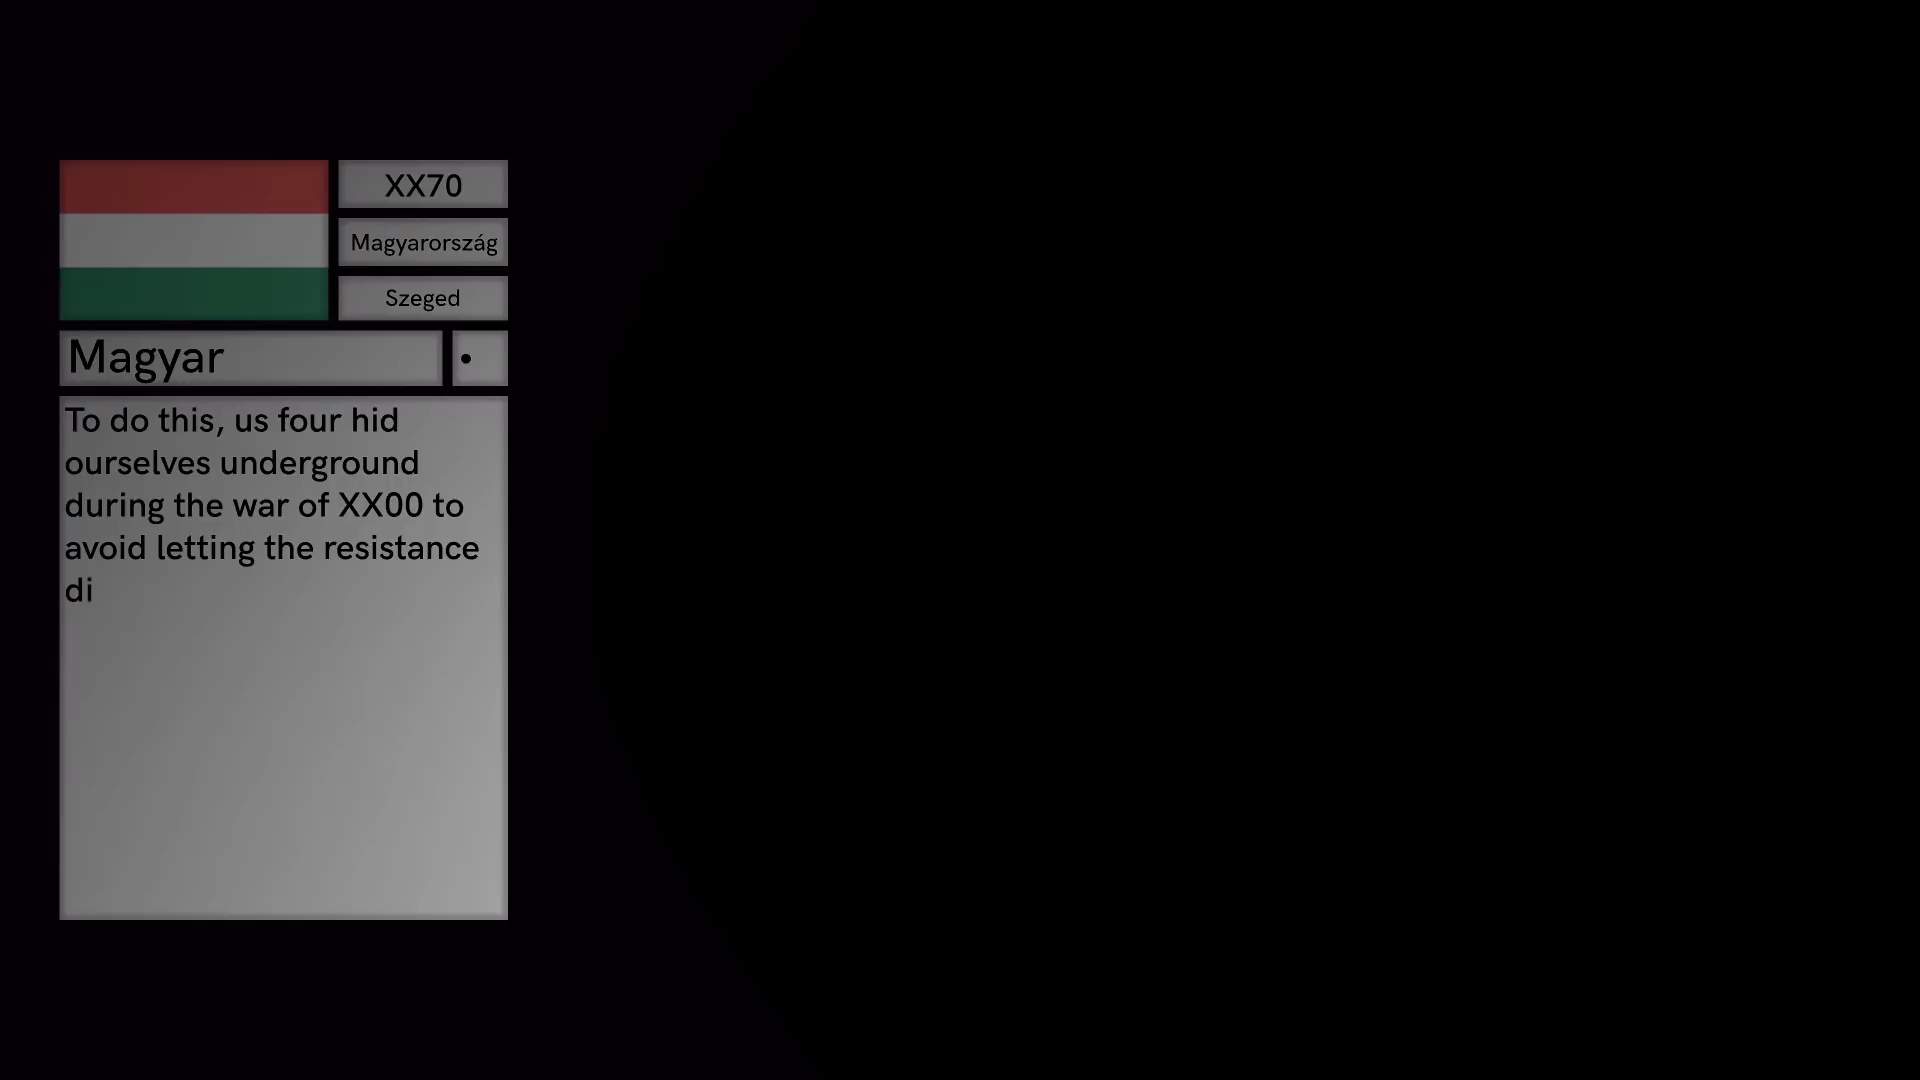 XX70
Magyarország
Szeged
Magyar
•
To do this, us four hid
ourselves underground
during the war of XX00 to
avoid letting the resistance
di